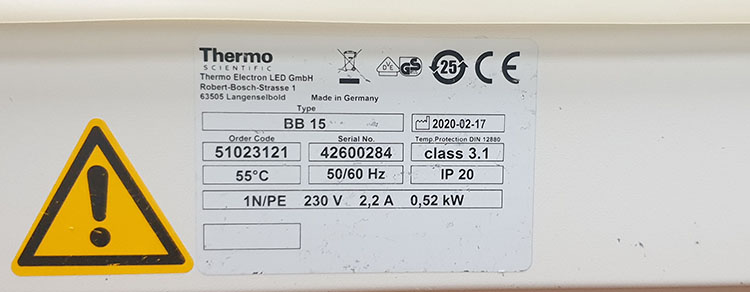 Thermo
SCIENTIFIC
Thermo Electron LED GmbH
Robert-Bosch-Strasse 1
63505 Langenselbold Made in Germany
Type
BB 15 2020-02-17
Order Code Serial No. Temp.Protection DIN 12880
51023121 42600284 class 3.1
55°C 50/60 Hz IP 20
1N/PE 230 V 2,2 A 0,52 kW
VDE GS 25 CE